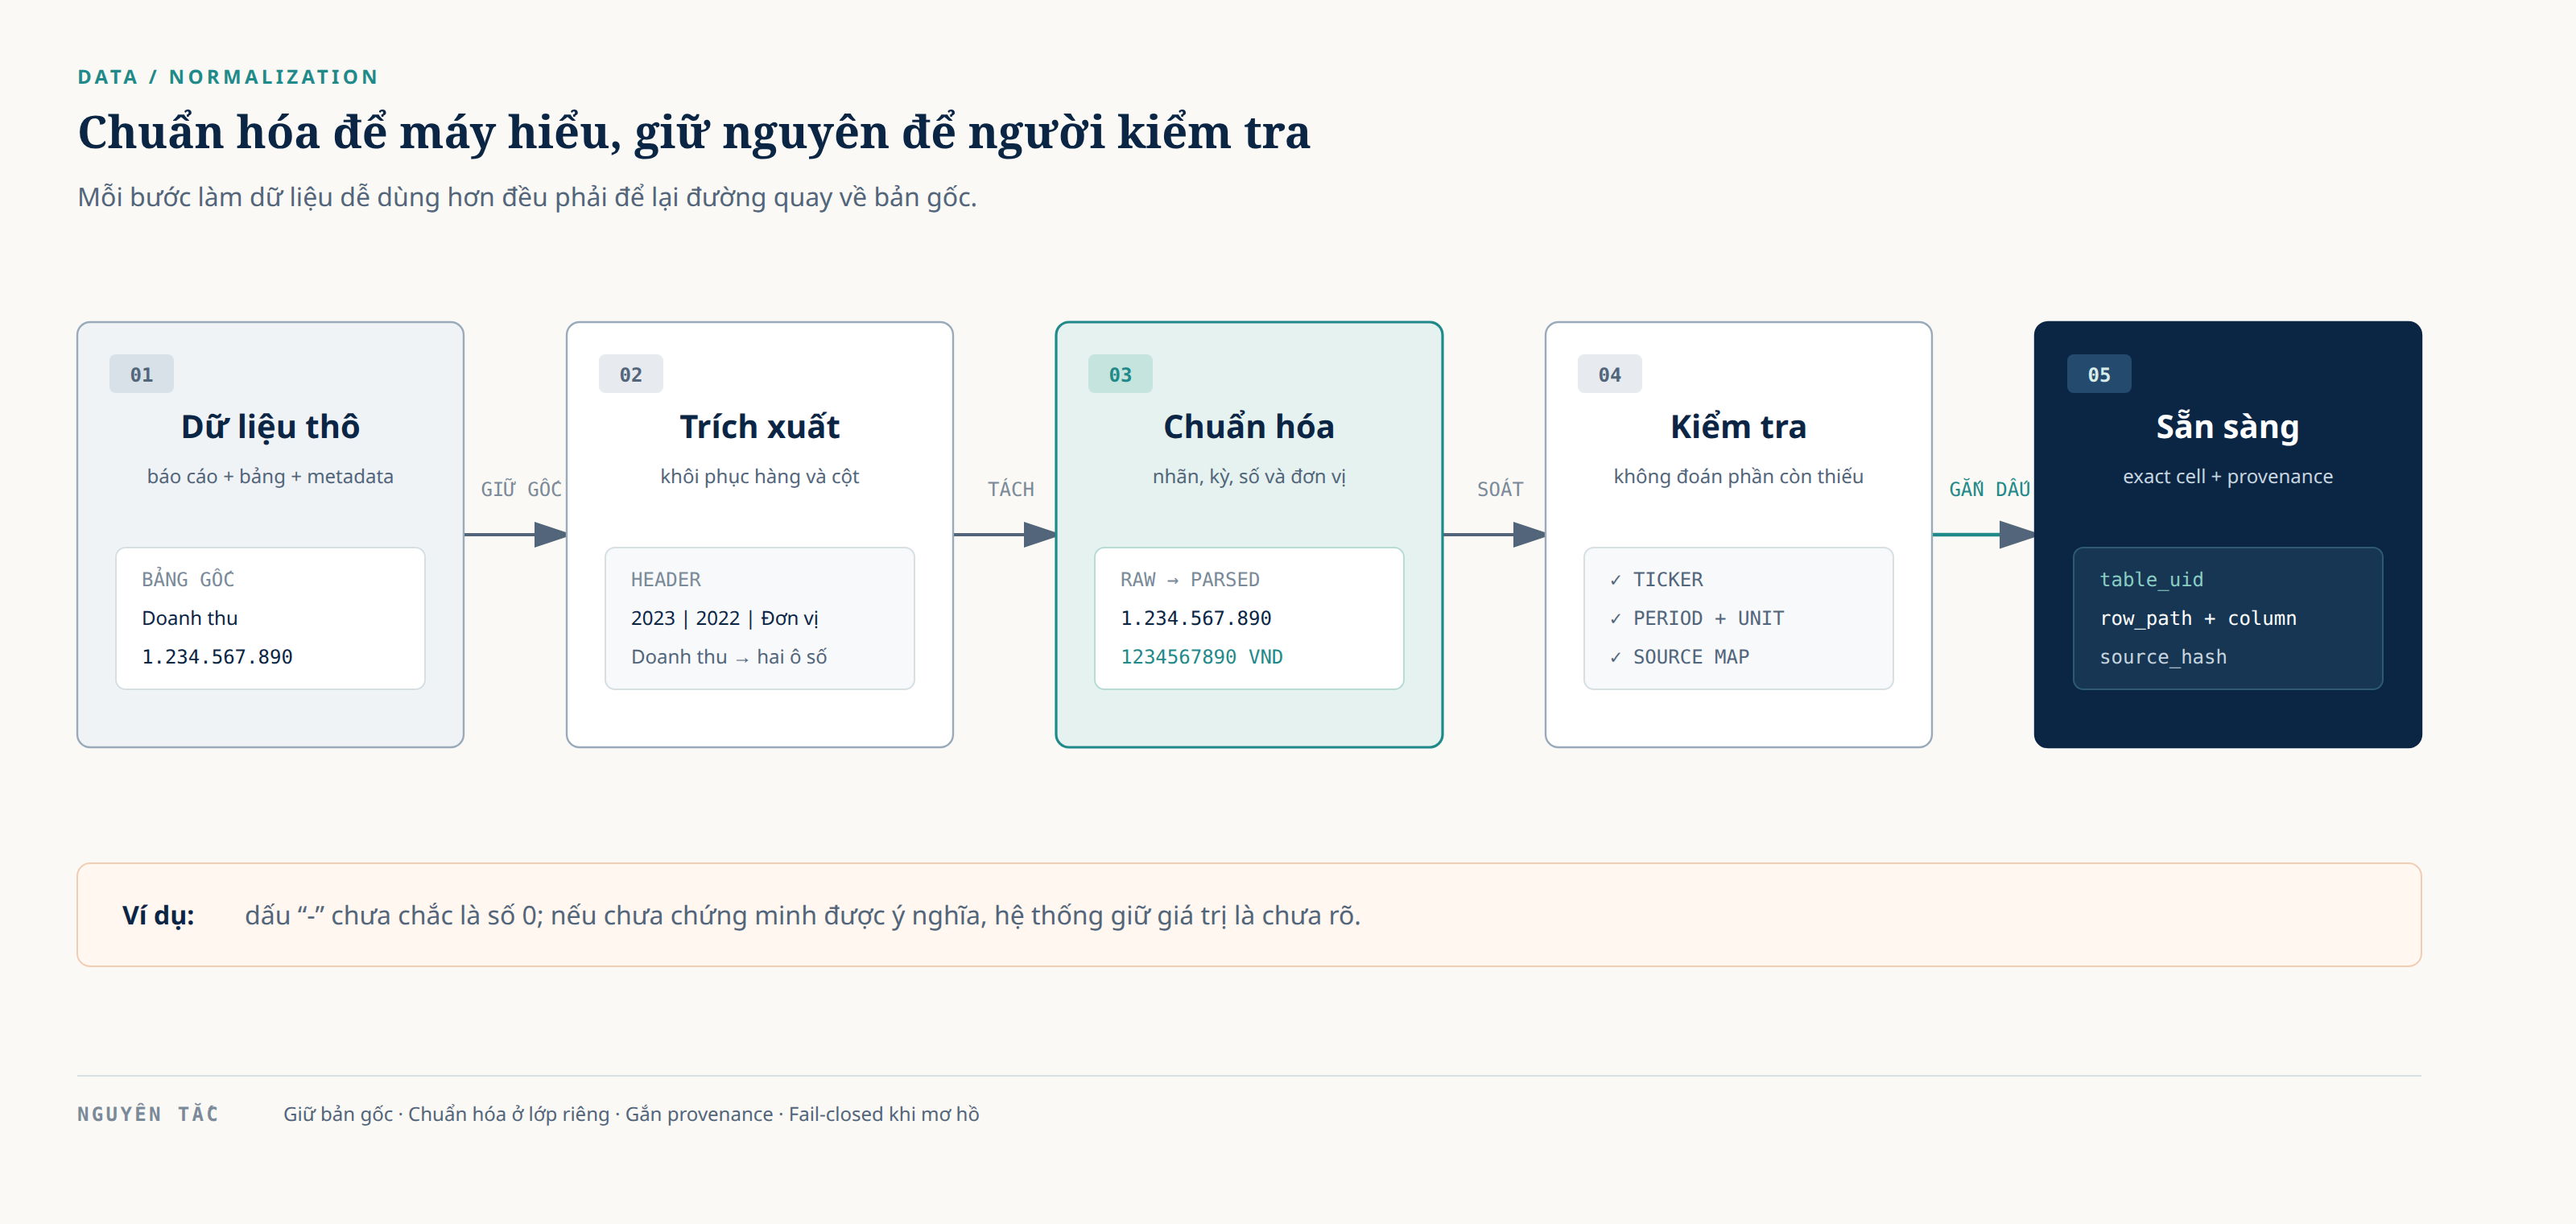 DATA / NORMALIZATION
Chuẩn hóa để máy hiểu, giữ nguyên để người kiểm tra
Mỗi bước làm dữ liệu dễ dùng hơn đều phải để lại đường quay về bản gốc.
01
Dữ liệu thô
báo cáo + bảng + metadata
BẢNG GỐC
Doanh thu
1.234.567.890
GIỮ GỐC
02
Trích xuất
khôi phục hàng và cột
HEADER
2023 | 2022 | Đơn vị
Doanh thu → hai ô số
TÁCH
03
Chuẩn hóa
nhãn, kỳ, số và đơn vị
RAW → PARSED
1.234.567.890
1234567890 VND
SOÁT
04
Kiểm tra
không đoán phần còn thiếu
✓ TICKER
✓ PERIOD + UNIT
✓ SOURCE MAP
GẮN DẤU
05
Sẵn sàng
exact cell + provenance
table_uid
row_path + column
source_hash
Ví dụ: dấu “-” chưa chắc là số 0; nếu chưa chứng minh được ý nghĩa, hệ thống giữ giá trị là chưa rõ.
NGUYÊN TẮC Giữ bản gốc · Chuẩn hóa ở lớp riêng · Gắn provenance · Fail-closed khi mơ hồ